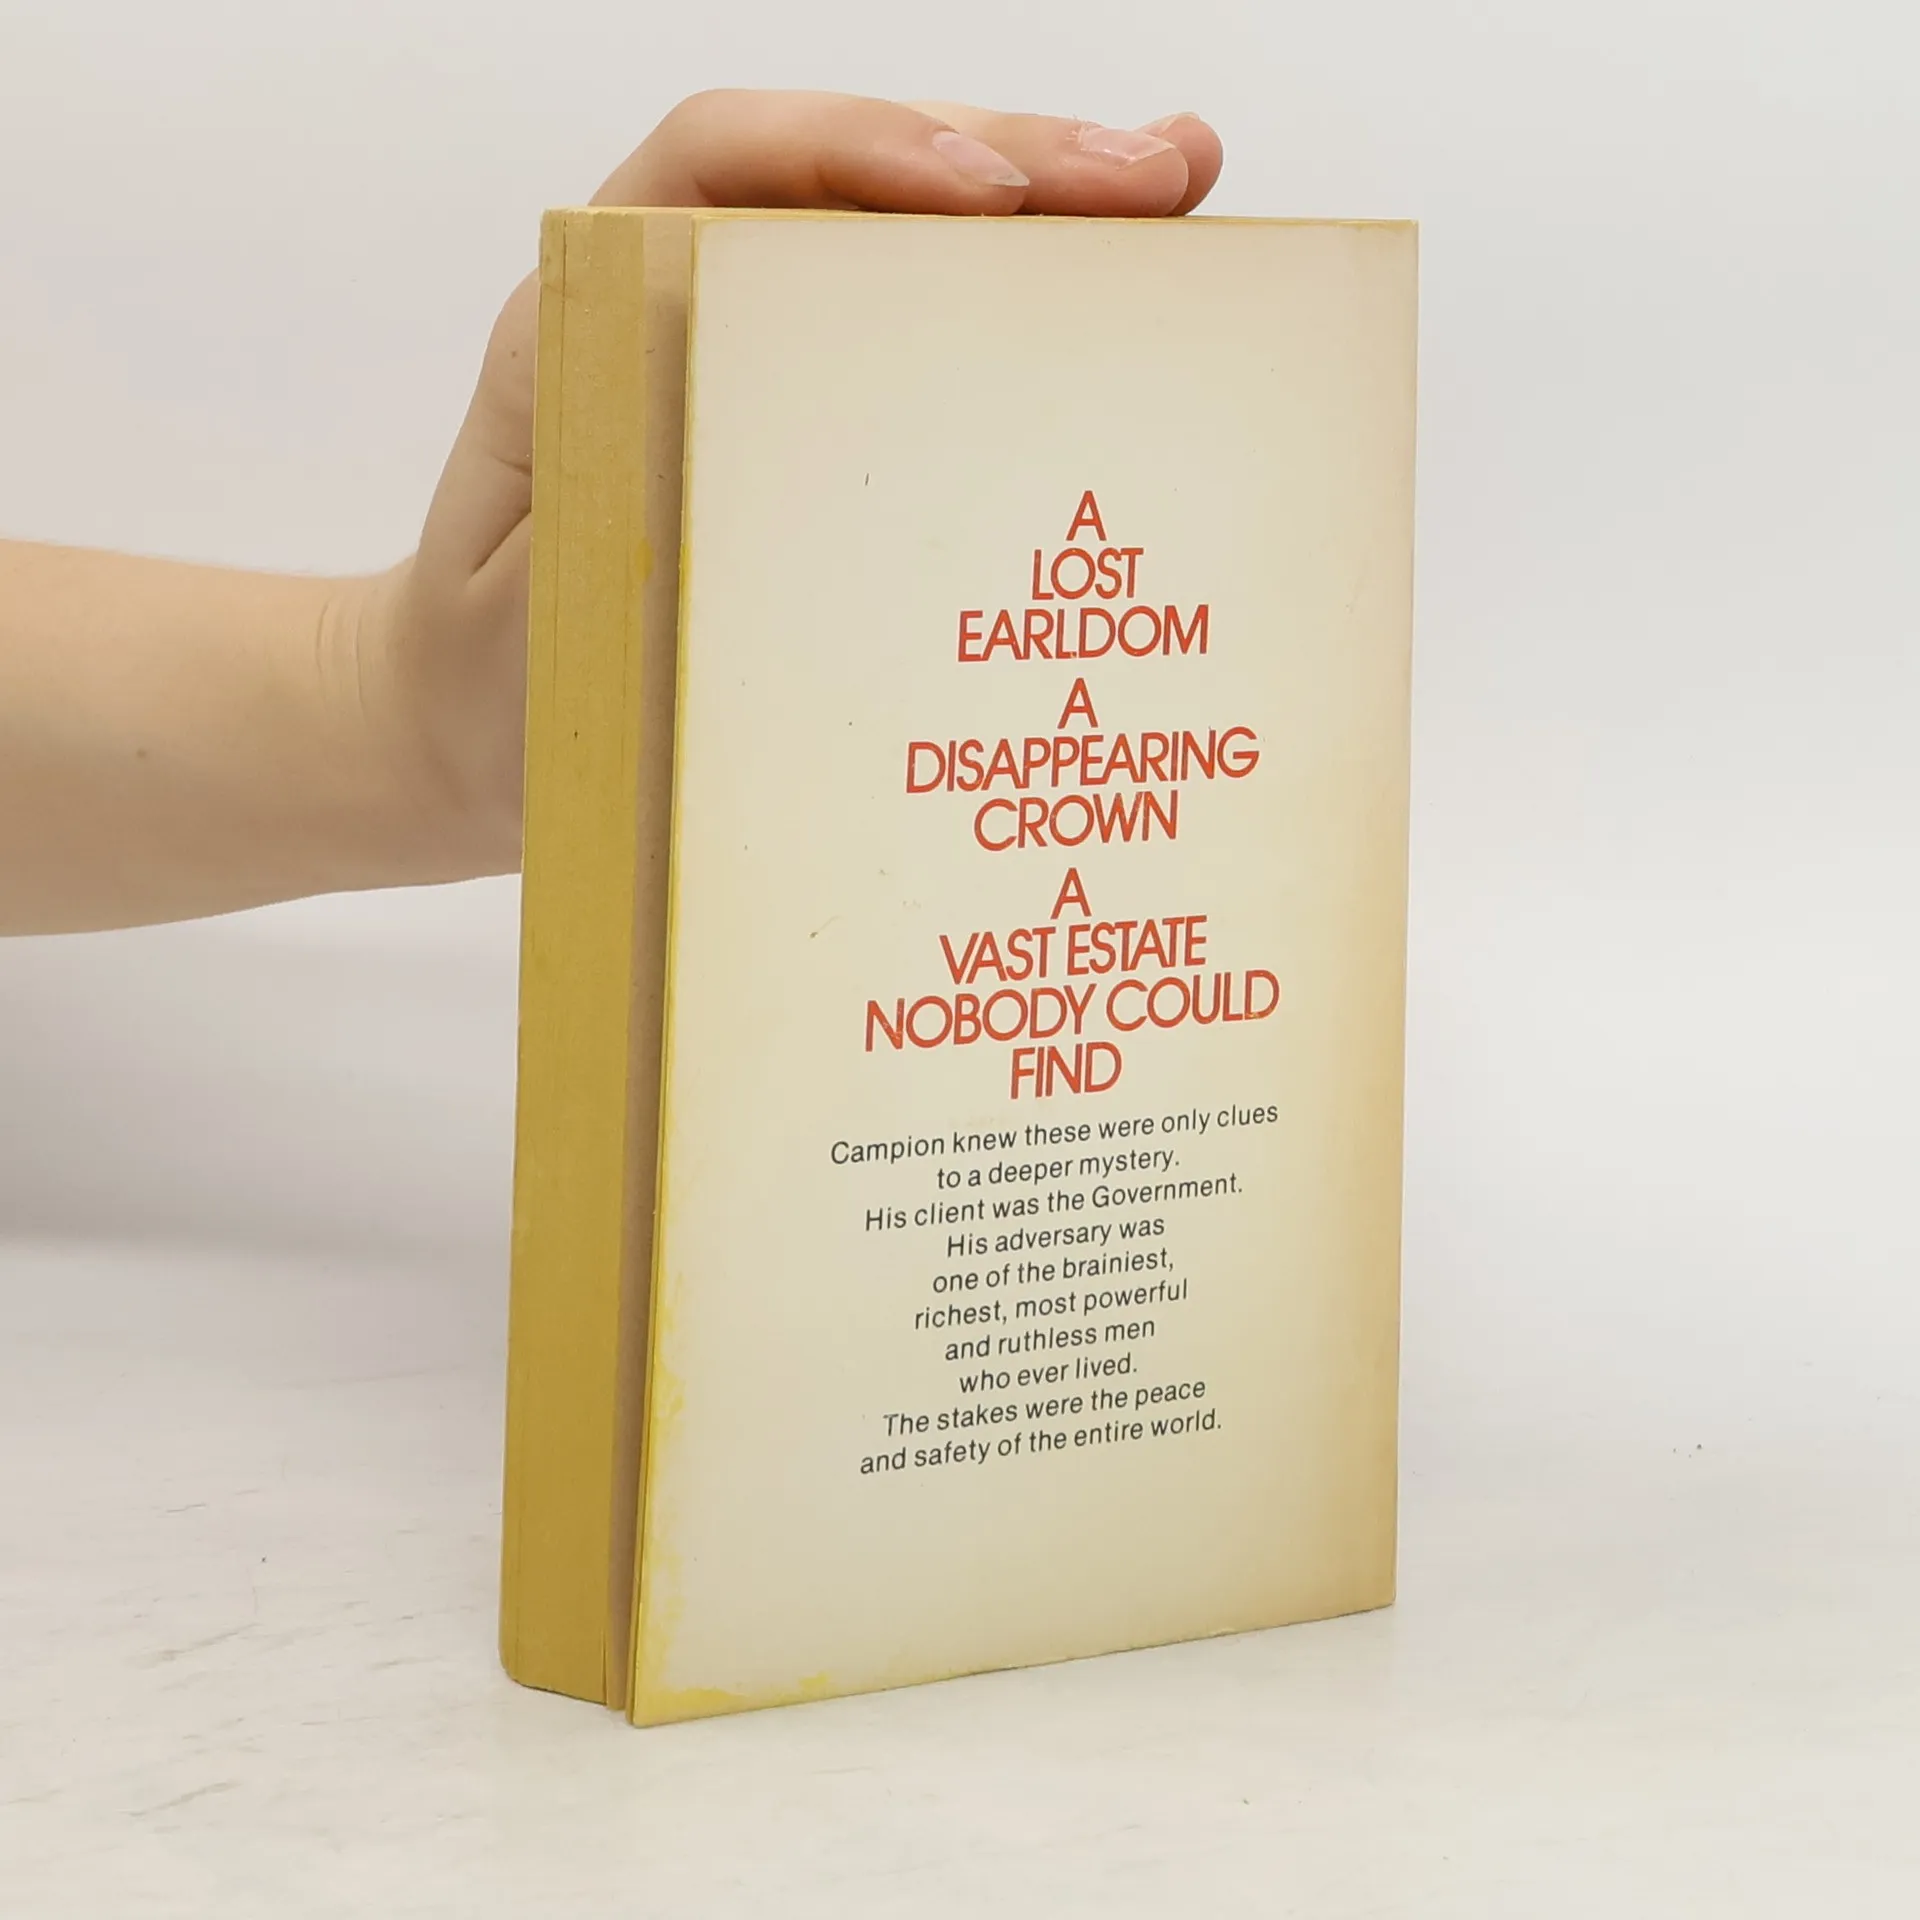 A
LOST
EARLDOM
A
DISAPPEARING
CROWN
A
VAST ESTATE
NOBODY COULD
FIND
Campion knew these were only clues
to a deeper mystery.
His client was the Government.
His adversary was
one of the brainiest,
richest, most powerful
and ruthless men
who ever lived.
The stakes were the peace
and safety of the entire world.